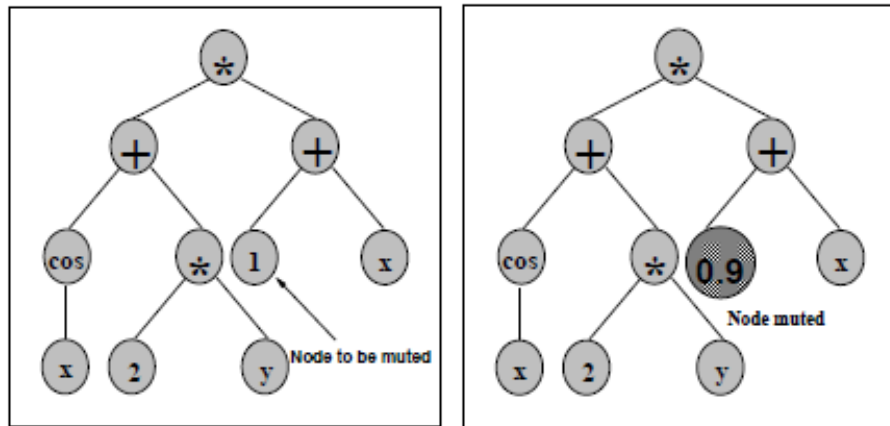 * *
+ + + +
cos * 1 x cos * 0.9 x
Node to be muted Node muted
x 2 y x 2 y